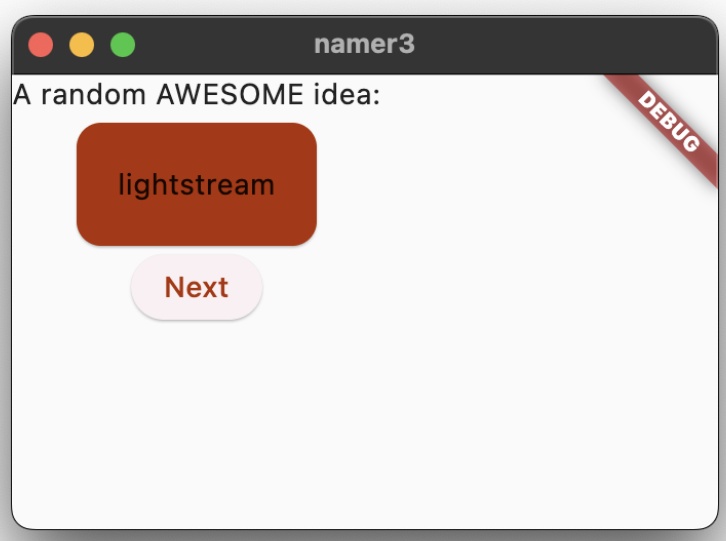 namer3
A random AWESOME idea:
DEBUG
lightstream
Next